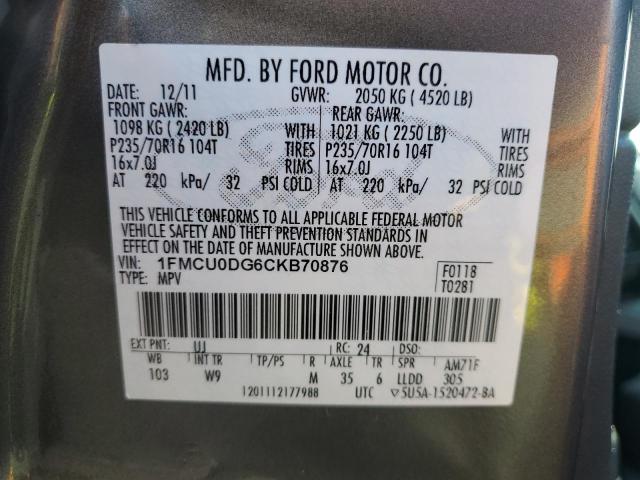 MFD. BY FORD MOTOR CO.
DATE: 12/11 GVWR: 2050 KG ( 4520 LB)
FRONT GAWR: REAR GAWR:
1098 KG ( 2420 LB) WITH 1021 KG ( 2250 LB) WITH
P235/70R16 104T TIRES P235/70R16 104T TIRES
16x7.0J RIMS 16x7.0J RIMS
AT 220 kPa/ 32 PSI COLD AT 220 kPa/ 32 PSI COLD
THIS VEHICLE CONFORMS TO ALL APPLICABLE FEDERAL MOTOR
VEHICLE SAFETY AND THEFT PREVENTION STANDARDS IN
EFFECT ON THE DATE OF MANUFACTURE SHOWN ABOVE.
VIN: 1FMCU0DG6CKB70876 F0118
TYPE: MPV T0281
EXT PNT: UJ RC: 24 DSO:
WB INT TR TP/PS R AXLE TR SPR AM71F
103 W9 M 35 6 LLDD 305
1201112177988 UTC ▽5U5A-1520472-BA